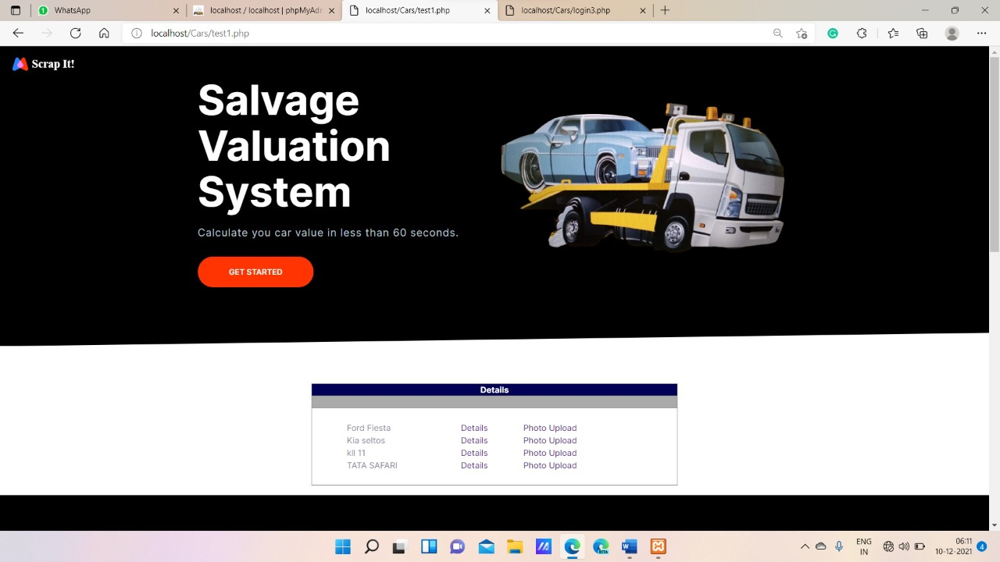 WhatsApp
localhost / localhost | phpMyAdr
localhost/Cars/test1.php
localhost/Cars/login3.php
localhost/Cars/test1.php
Scrap It!
Salvage
Valuation
System
Calculate you car value in less than 60 seconds.
GET STARTED
Details
Ford Fiesta Details Photo Upload
Kia seltos Details Photo Upload
kll 11 Details Photo Upload
TATA SAFARI Details Photo Upload
ENG
IN
06:11
10-12-2021
4